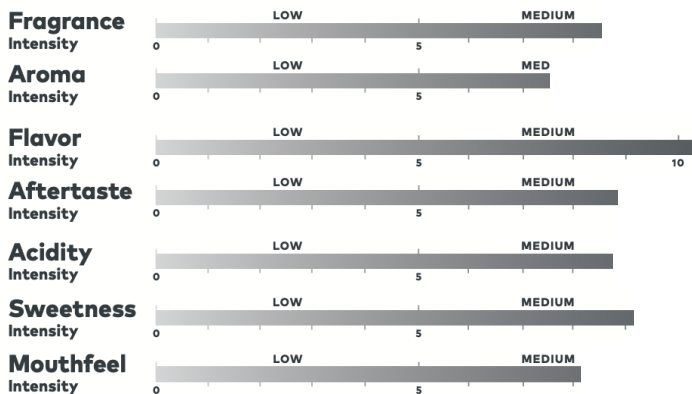 Fragrance LOW MEDIUM
Intensity 0 5
Aroma LOW MED
Intensity 0 5
Flavor LOW MEDIUM
Intensity 0 5 10
Aftertaste LOW MEDIUM
Intensity 0 5
Acidity LOW MEDIUM
Intensity 0 5
Sweetness LOW MEDIUM
Intensity 0 5
Mouthfeel LOW MEDIUM
Intensity 0 5